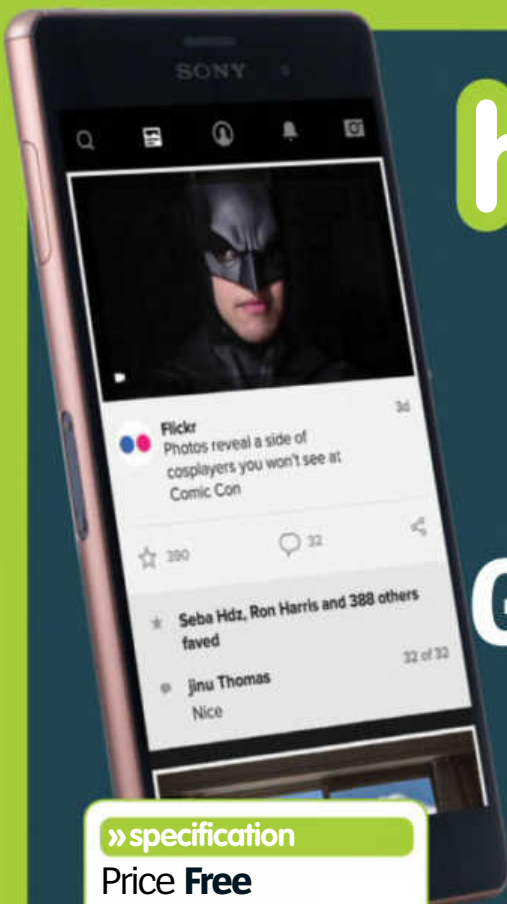 SONY
Flickr
3d
Photos reveal a side of
cosplayers you won't see at
Comic Con
390
32
Seba Hdz, Ron Harris and 388 others
faved
32 of 32
jinu Thomas
Nice
» specification
Price Free